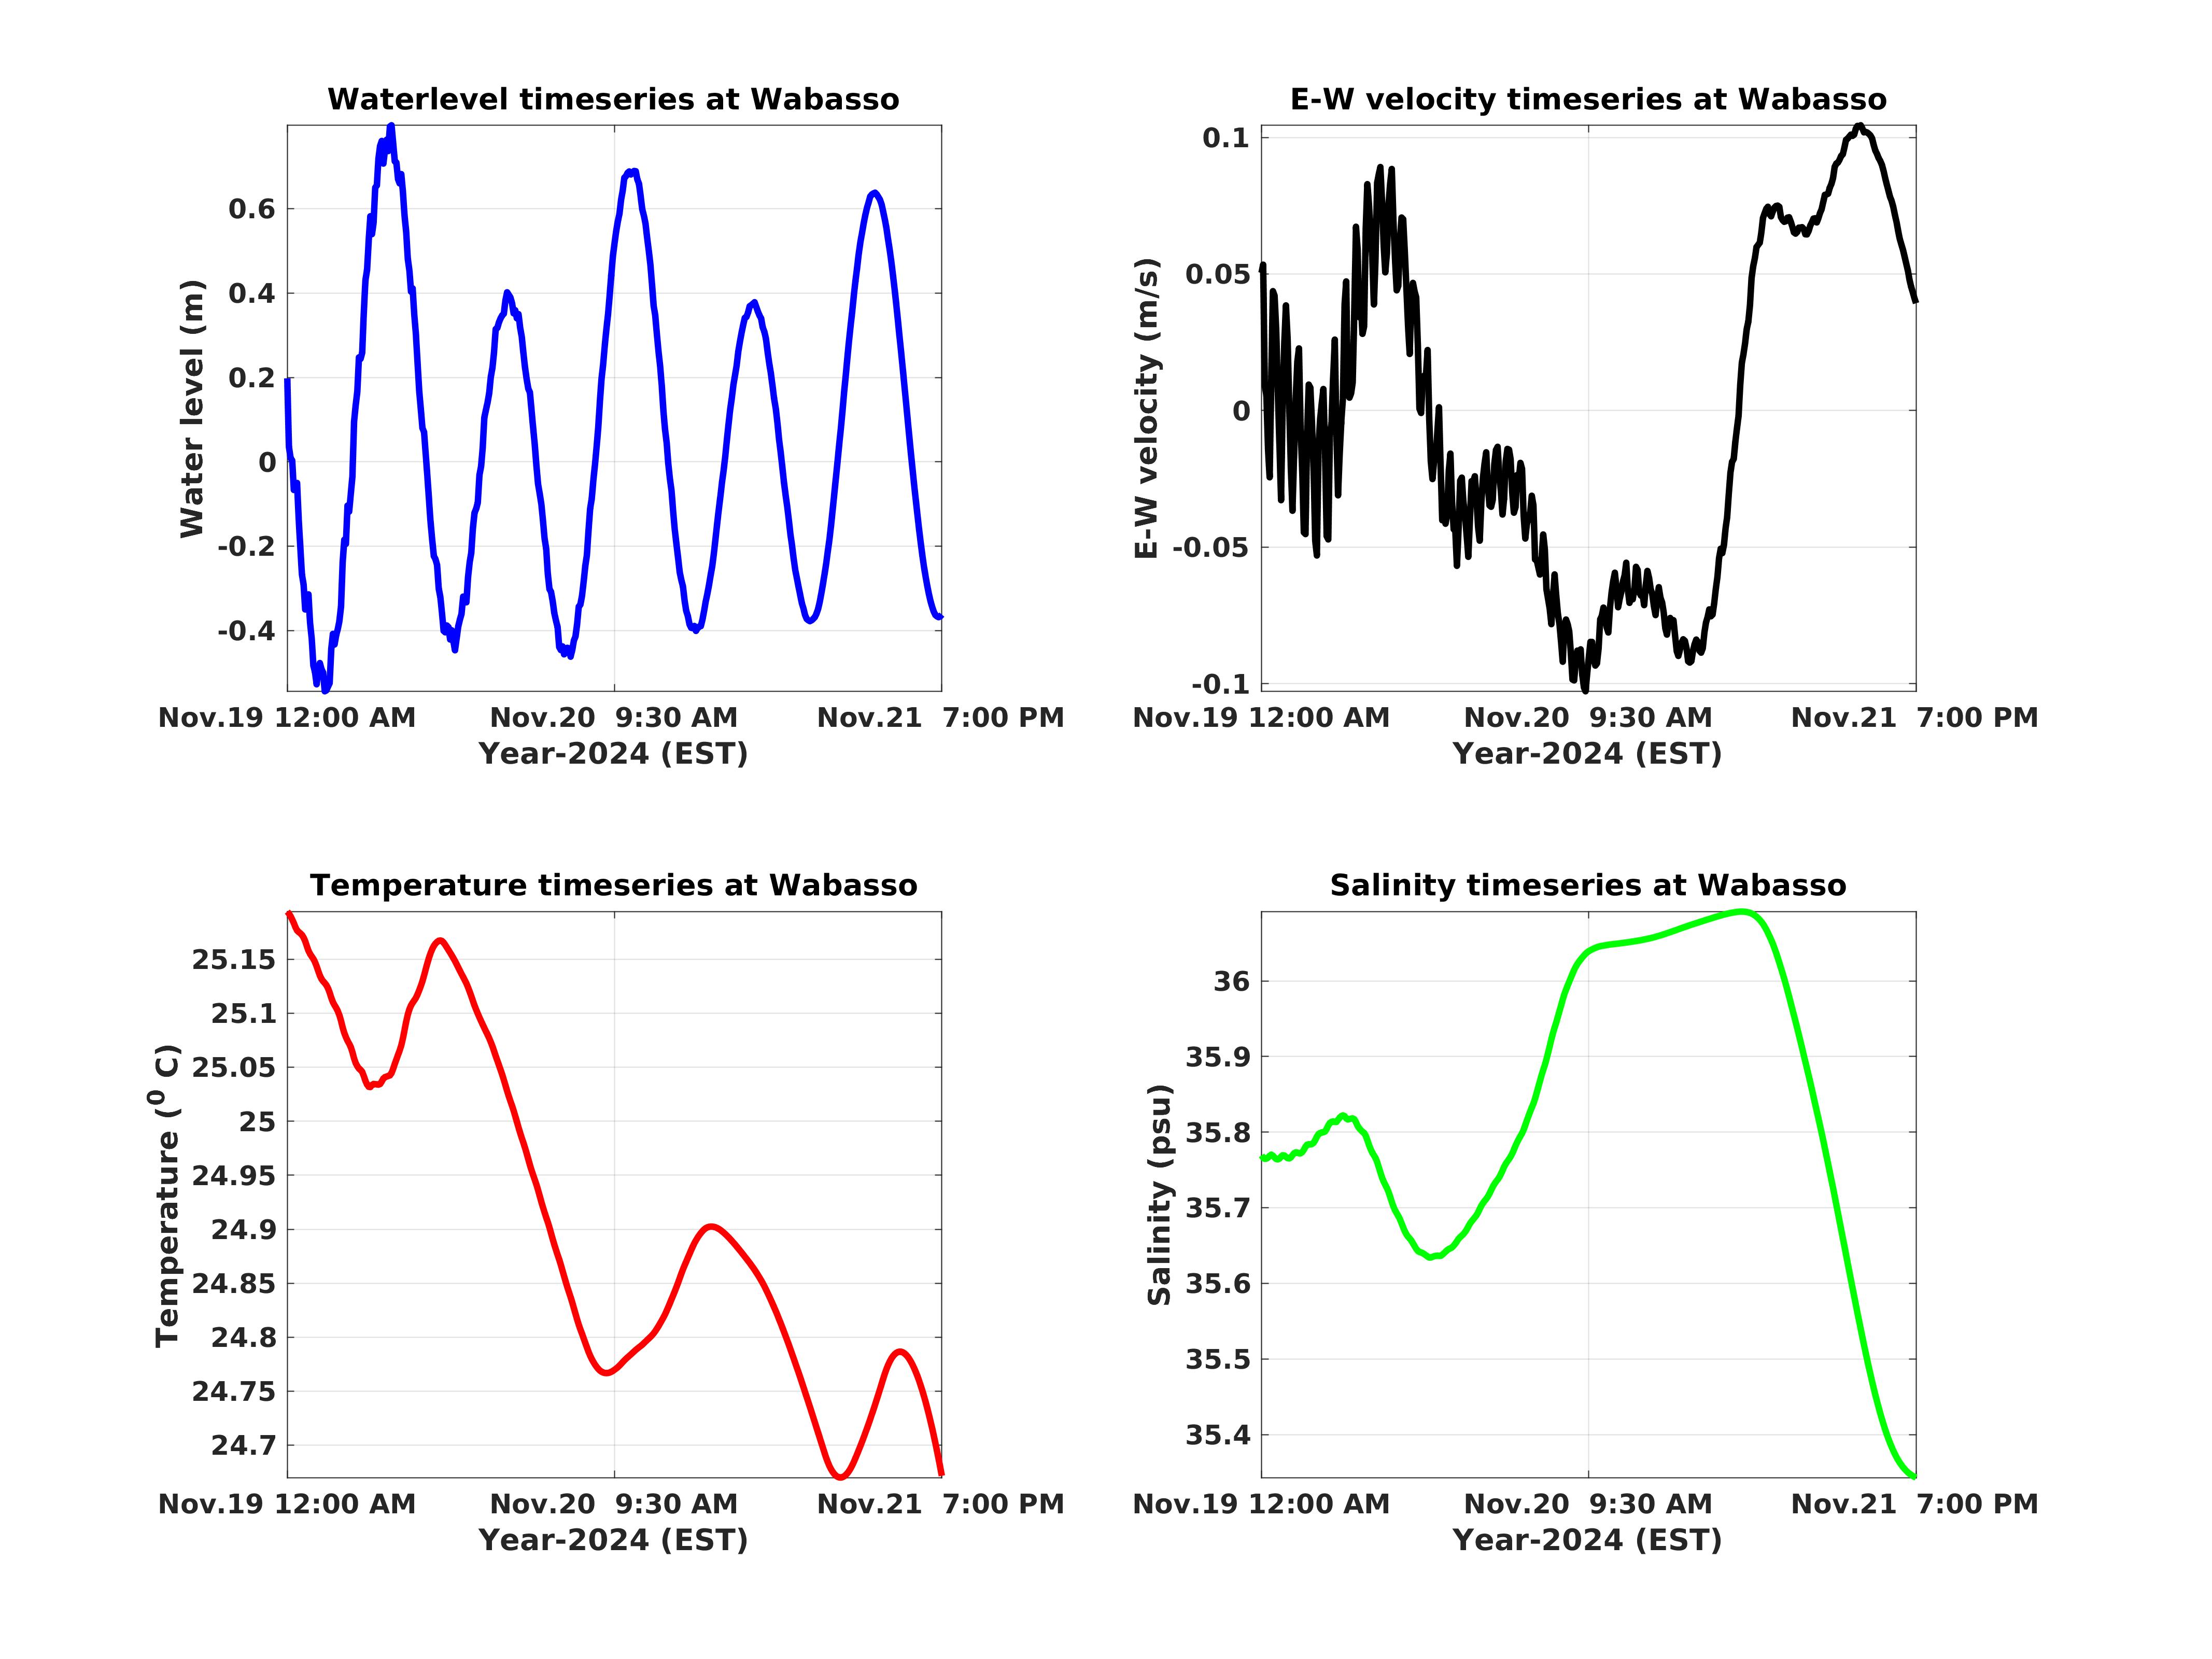 Waterlevel timeseries at Wabasso
Water level (m)
0.6
0.4
0.2
0
-0.2
-0.4
Nov.19 12:00 AM Nov.20 9:30 AM Nov.21 7:00 PM
Year-2024 (EST)
E-W velocity timeseries at Wabasso
E-W velocity (m/s)
0.1
0.05
0
-0.05
-0.1
Nov.19 12:00 AM Nov.20 9:30 AM Nov.21 7:00 PM
Year-2024 (EST)
Temperature timeseries at Wabasso
Temperature (⁰ C)
25.15
25.1
25.05
25
24.95
24.9
24.85
24.8
24.75
24.7
Nov.19 12:00 AM Nov.20 9:30 AM Nov.21 7:00 PM
Year-2024 (EST)
Salinity timeseries at Wabasso
Salinity (psu)
36
35.9
35.8
35.7
35.6
35.5
35.4
Nov.19 12:00 AM Nov.20 9:30 AM Nov.21 7:00 PM
Year-2024 (EST)